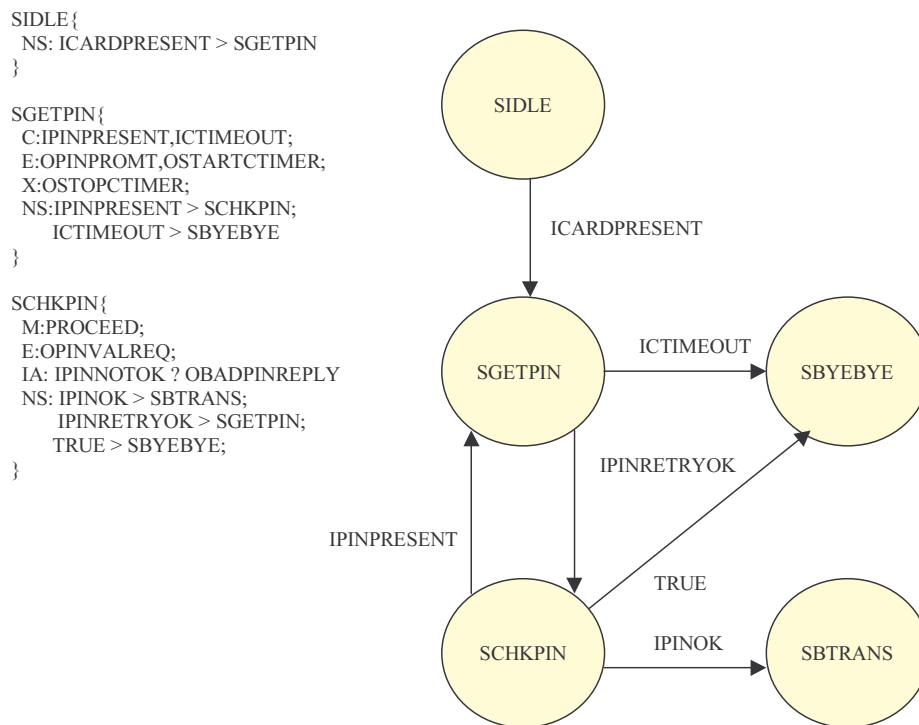 SIDLE{
NS: ICARDPRESENT > SGETPIN
}
SGETPIN{
C:IPINPRESENT,ICTIMEOUT;
E:OPINPROMT,OSTARTCTIMER;
X:OSTOPCTIMER;
NS:IPINPRESENT > SCHKPIN;
ICTIMEOUT > SBYEBYE
}
SCHKPIN{
M:PROCEED;
E:OPINVALREQ;
IA: IPINNOTOK ? OBADPINREPLY
NS: IPINOK > SBTRANS;
IPINRETRYOK > SGETPIN;
TRUE > SBYEBYE;
}
SIDLE
ICARDPRESENT
SGETPIN
ICTIMEOUT
SBYEBYE
IPINRETRYOK
IPINPRESENT
TRUE
SCHKPIN
IPINOK
SBTRANS